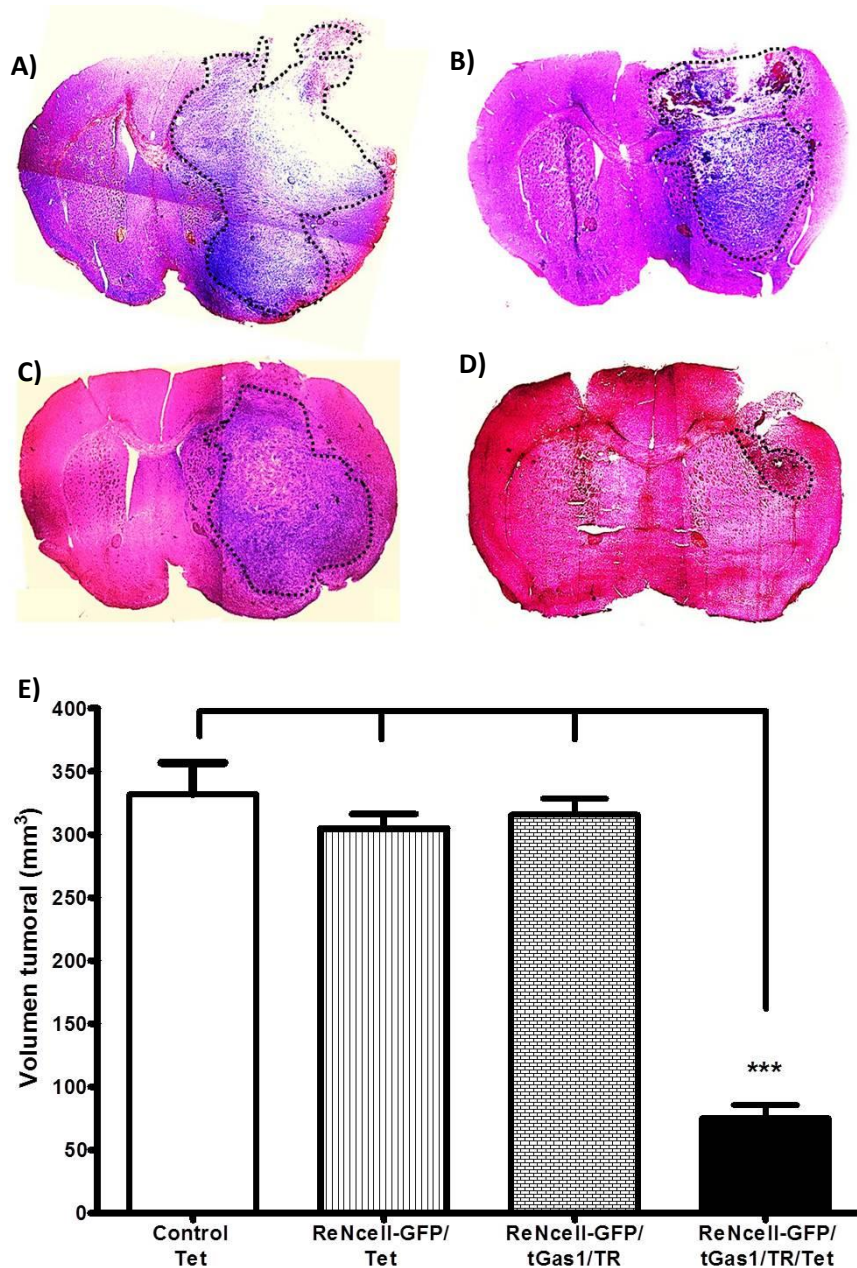 A)
B)
C)
D)
E)
Volumen tumoral (mm³)
400
350
300
250
200
150
100
50
0
***
Control
Tet
ReNcell-GFP/
Tet
ReNcell-GFP/
tGas1/TR
ReNcell-GFP/
tGas1/TR/Tet